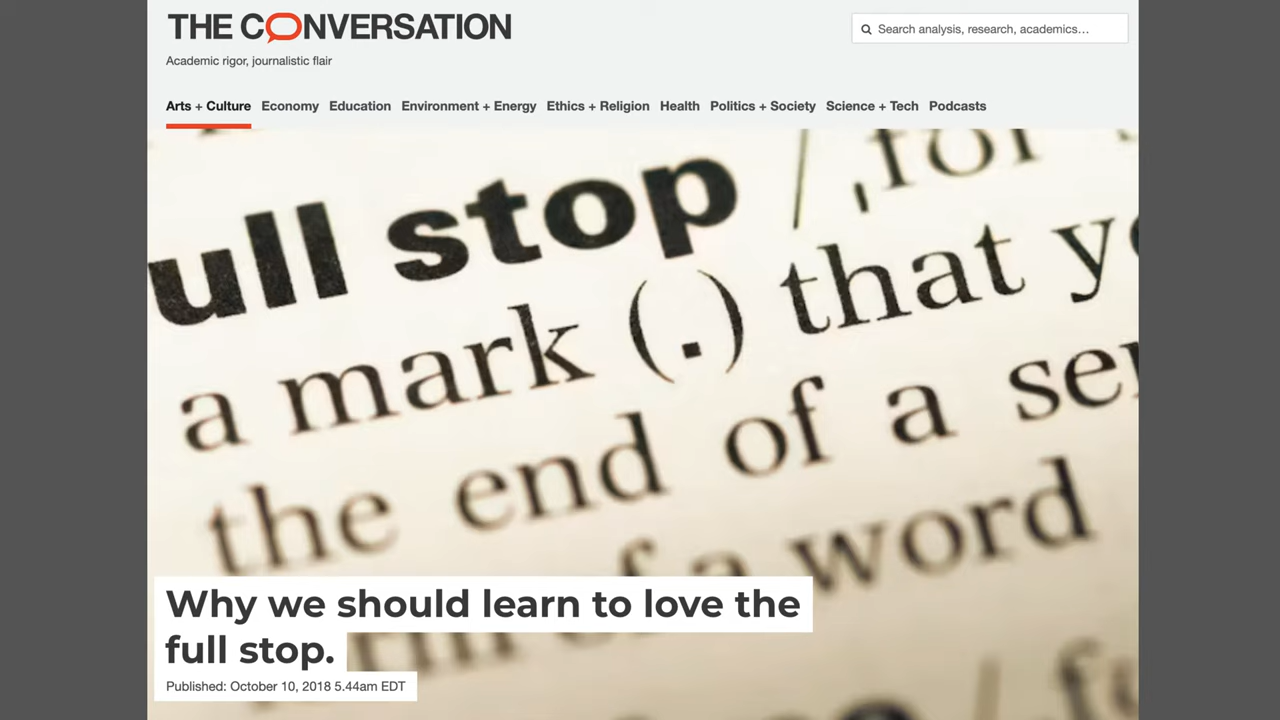 THE CONVERSATION
Search analysis, research, academics...
Academic rigor, journalistic flair
Arts + Culture Economy Education Environment + Energy Ethics + Religion Health Politics + Society Science + Tech Podcasts
ull stop /ˌfol
a mark (.) that
the end of a
of a word
Why we should learn to love the
full stop.
Published: October 10, 2018 5.44am EDT